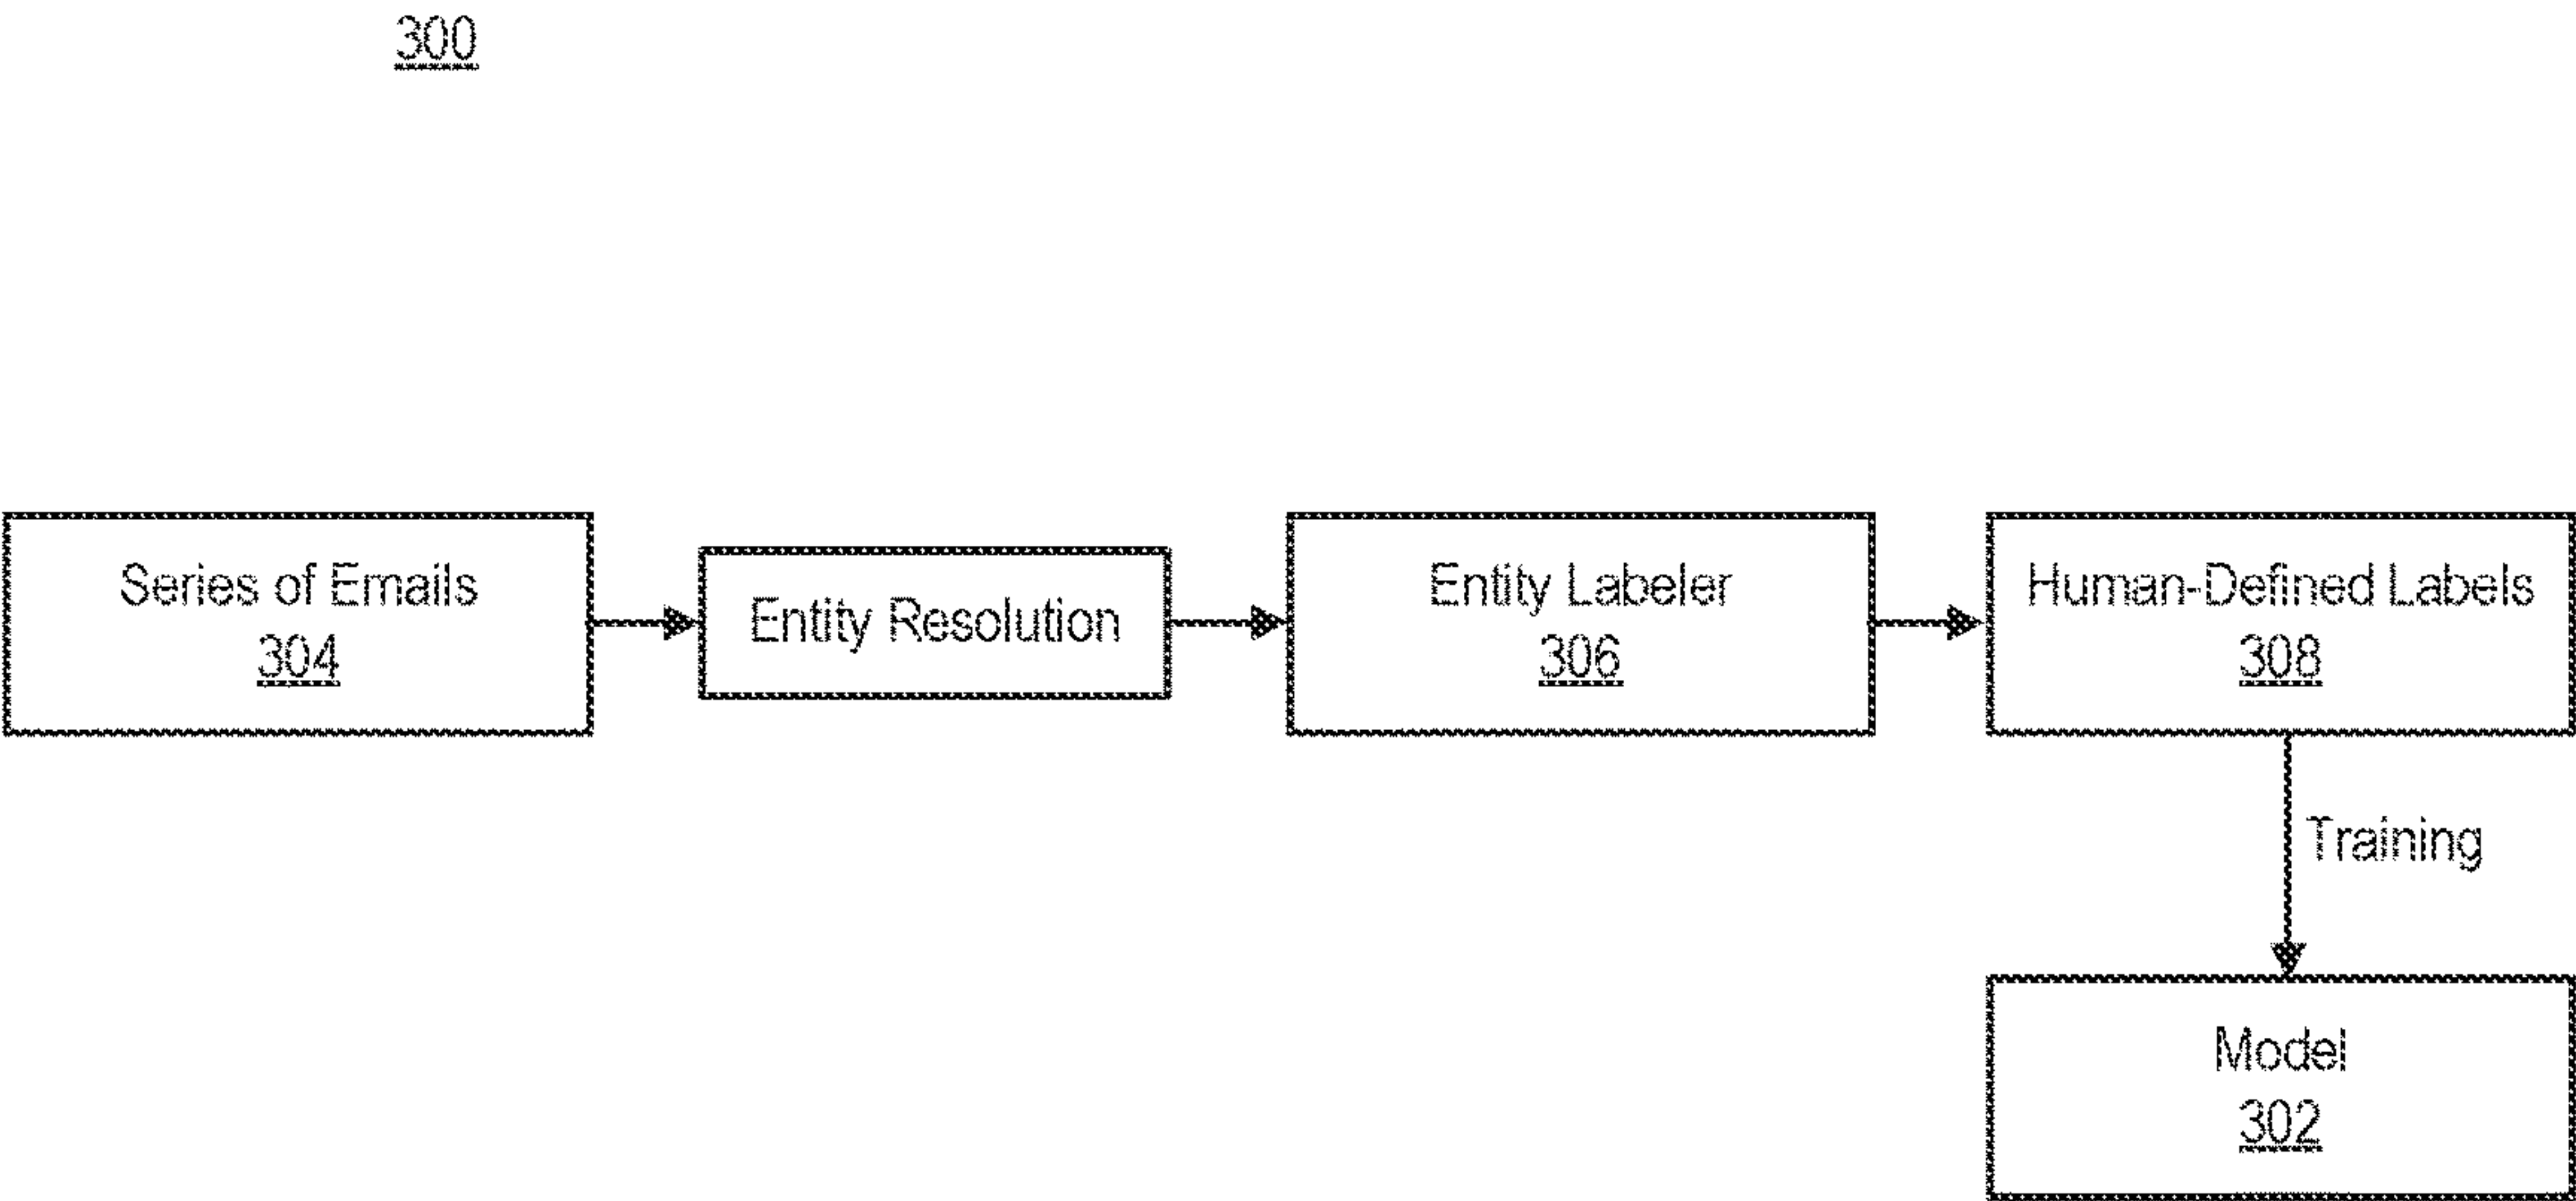 300
Series of Emails
304
Entity Resolution
Entity Labeler
306
Human-Defined Labels
308
Training
Model
302